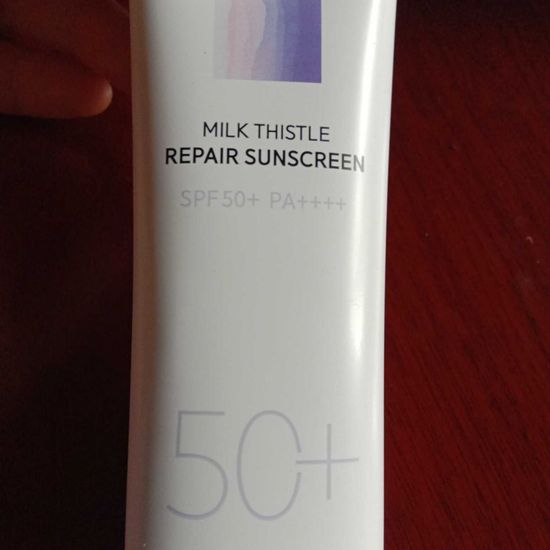 MILK THISTLE
REPAIR SUNSCREEN
SPF50+ PA++++
50+